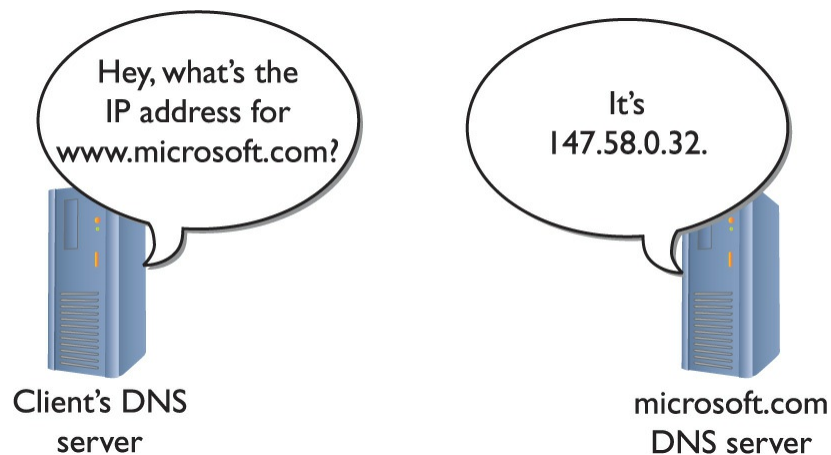 Hey, what's the
IP address for
www.microsoft.com?
It's
147.58.0.32.
Client's DNS
server
microsoft.com
DNS server